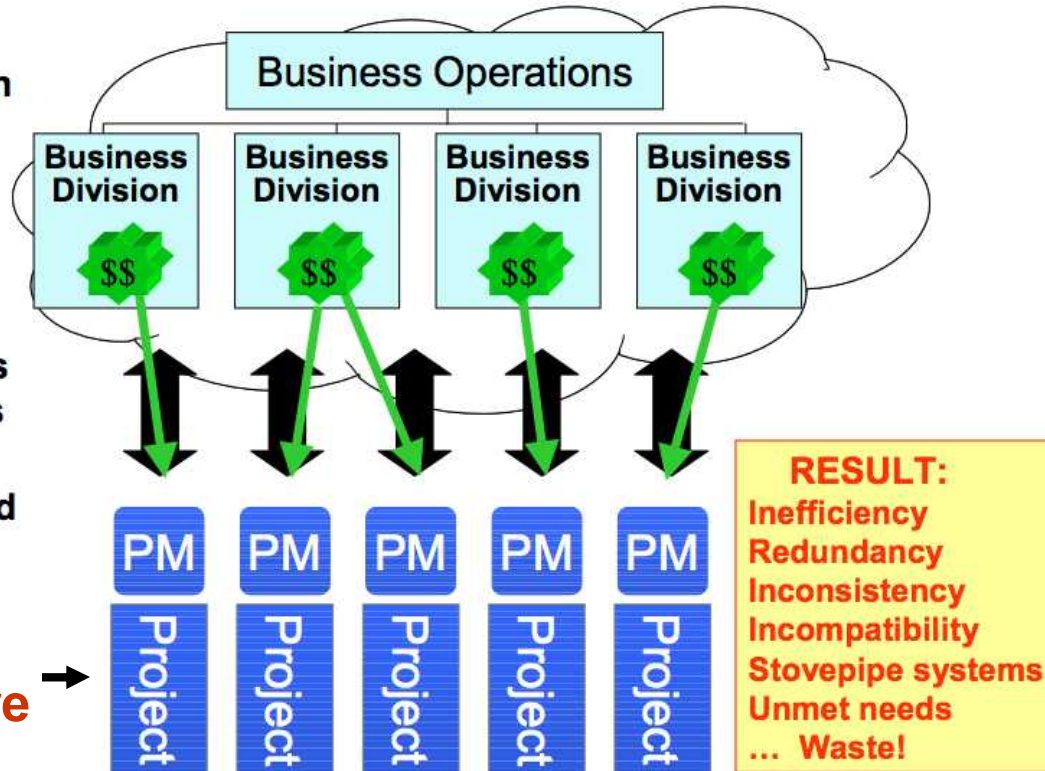 Business Operations
Business
Division
$$
Business
Division
$$
Business
Division
$$
Business
Division
$$
PM
PM
PM
PM
PM
Project
Project
Project
Project
Project
RESULT:
Inefficiency
Redundancy
Inconsistency
Incompatibility
Stovepipe systems
Unmet needs
... Waste!